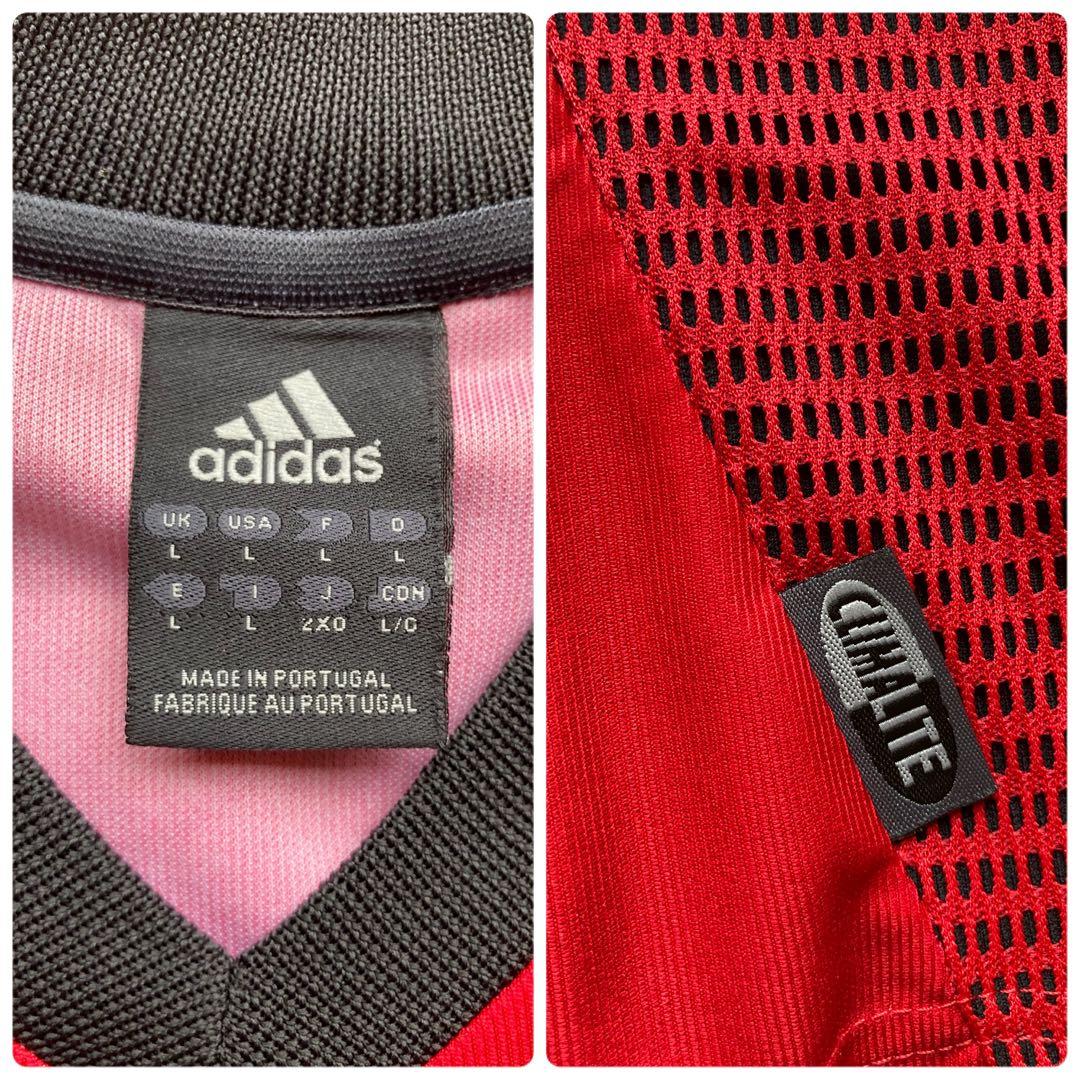 adidas
UK USA F D
L L L L
E I J CDN
L L 2XO L/G
MADE IN PORTUGAL
FABRIQUE AU PORTUGAL
CLIMALITE